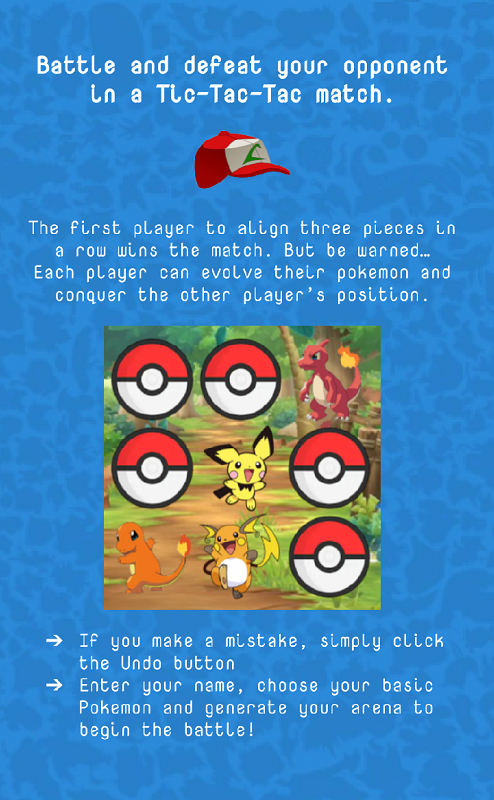 Battle and defeat your opponent
in a Tic-Tac-Tac match.
The first player to align three pieces in
a row wins the match. But be warned…
Each player can evolve their pokemon and
conquer the other player's position.
→ If you make a mistake, simply click
the Undo button
→ Enter your name, choose your basic
Pokemon and generate your arena to
begin the battle!